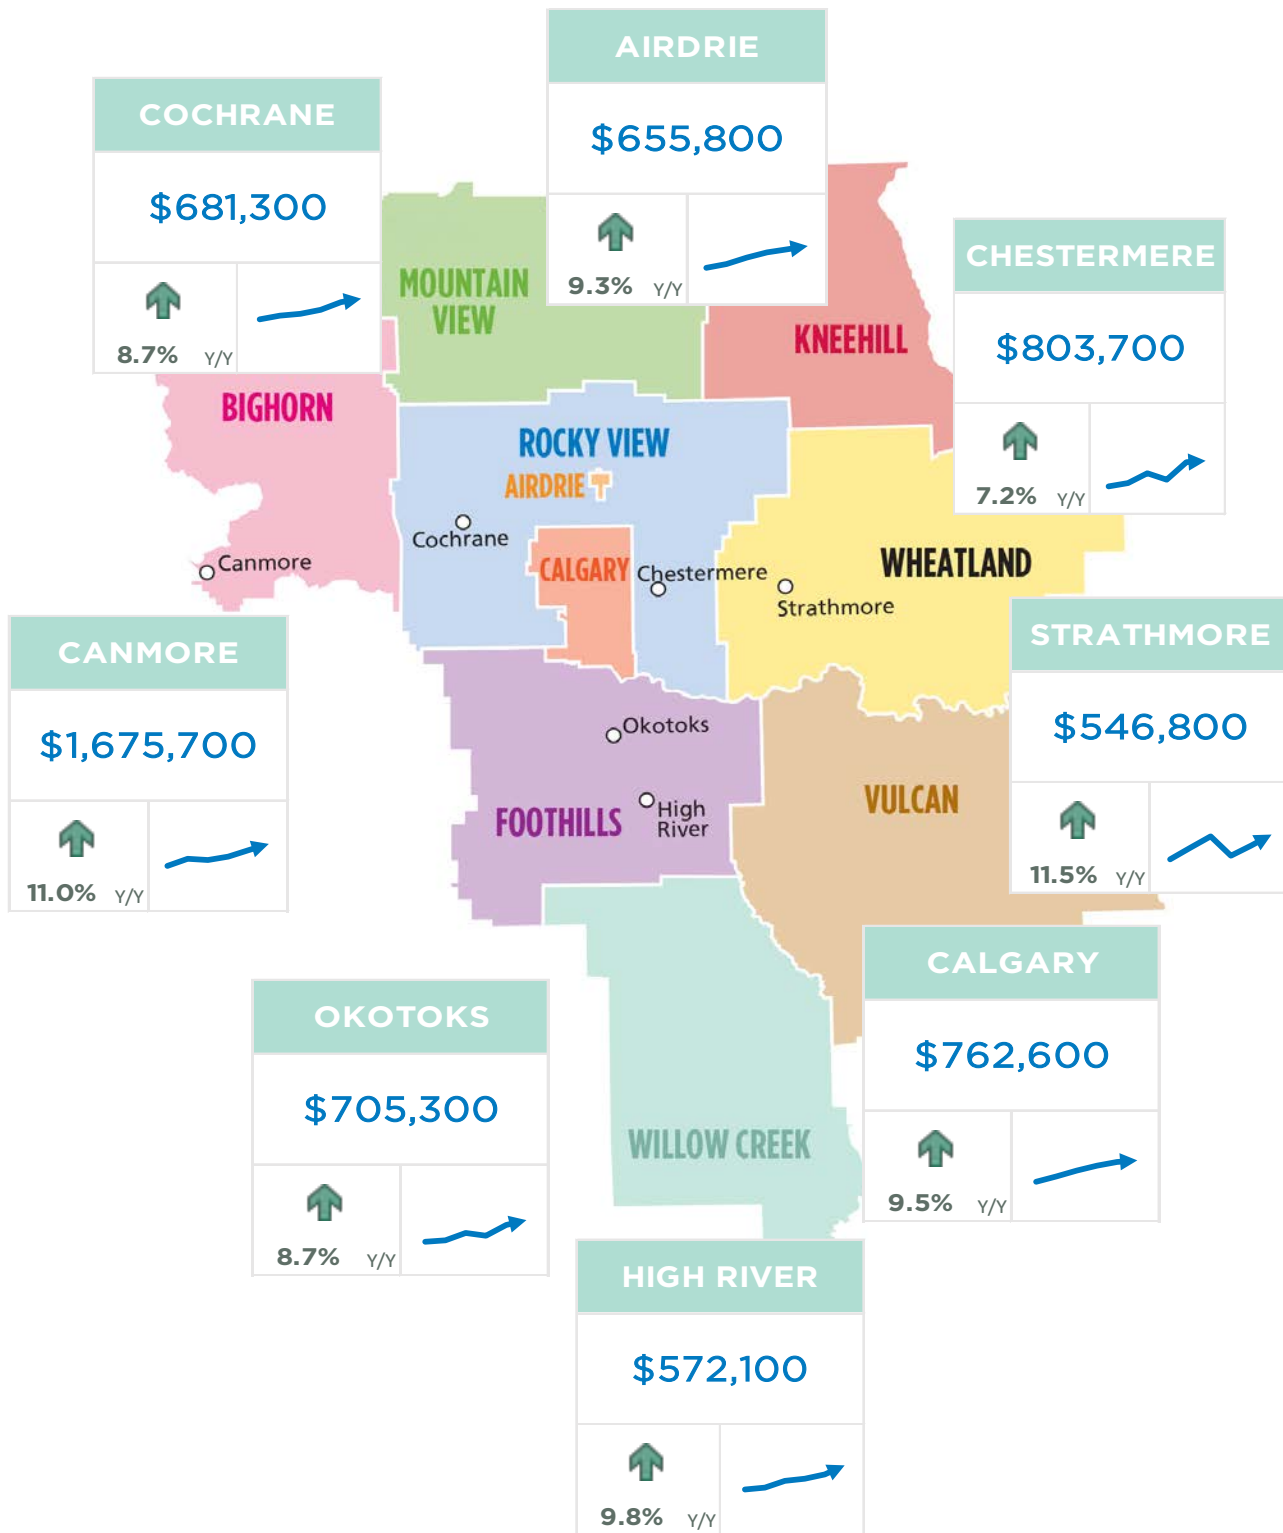 AIRDRIE
$655,800
9.3% Y/Y
COCHRANE
$681,300
8.7% Y/Y
CHESTERMERE
$803,700
7.2% Y/Y
MOUNTAIN
VIEW
KNEEHILL
BIGHORN
ROCKY VIEW
AIRDRIE
Cochrane
Canmore
CALGARY
Chestermere
WHEATLAND
Strathmore
CANMORE
$1,675,700
11.0% Y/Y
STRATHMORE
$546,800
11.5% Y/Y
Okotoks
High
River
FOOTHILLS
VULCAN
CALGARY
$762,600
9.5% Y/Y
OKOTOKS
$705,300
8.7% Y/Y
WILLOW CREEK
HIGH RIVER
$572,100
9.8% Y/Y